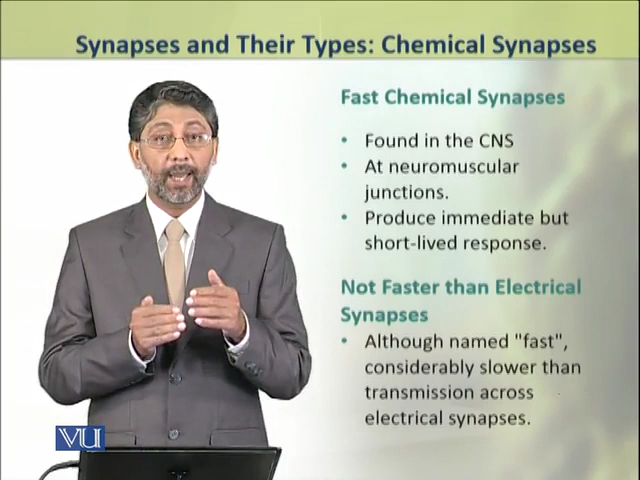 Synapses and Their Types: Chemical Synapses
Fast Chemical Synapses
• Found in the CNS
• At neuromuscular
junctions.
• Produce immediate but
short-lived response.
Not Faster than Electrical
Synapses
• Although named "fast",
considerably slower than
transmission across
electrical synapses.
VU